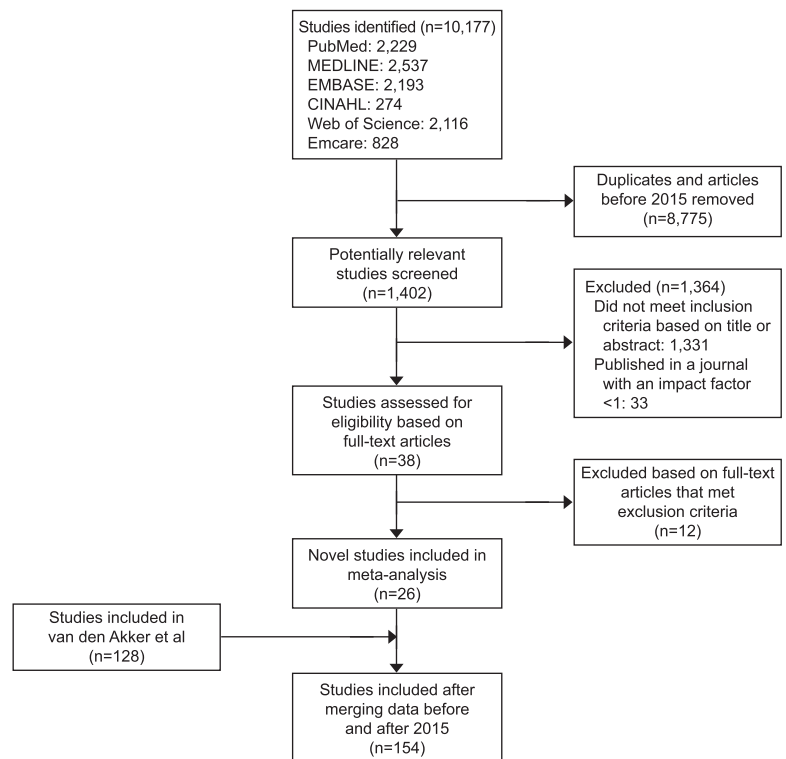 Studies identified (n=10,177)
PubMed: 2,229
MEDLINE: 2,537
EMBASE: 2,193
CINAHL: 274
Web of Science: 2,116
Emcare: 828
Duplicates and articles
before 2015 removed
(n=8,775)
Potentially relevant
studies screened
(n=1,402)
Excluded (n=1,364)
Did not meet inclusion
criteria based on title or
abstract: 1,331
Published in a journal
with an impact factor
<1: 33
Studies assessed for
eligibility based on
full-text articles
(n=38)
Excluded based on full-text
articles that met
exclusion criteria
(n=12)
Novel studies included in
meta-analysis
(n=26)
Studies included in
van den Akker et al
(n=128)
Studies included after
merging data before
and after 2015
(n=154)